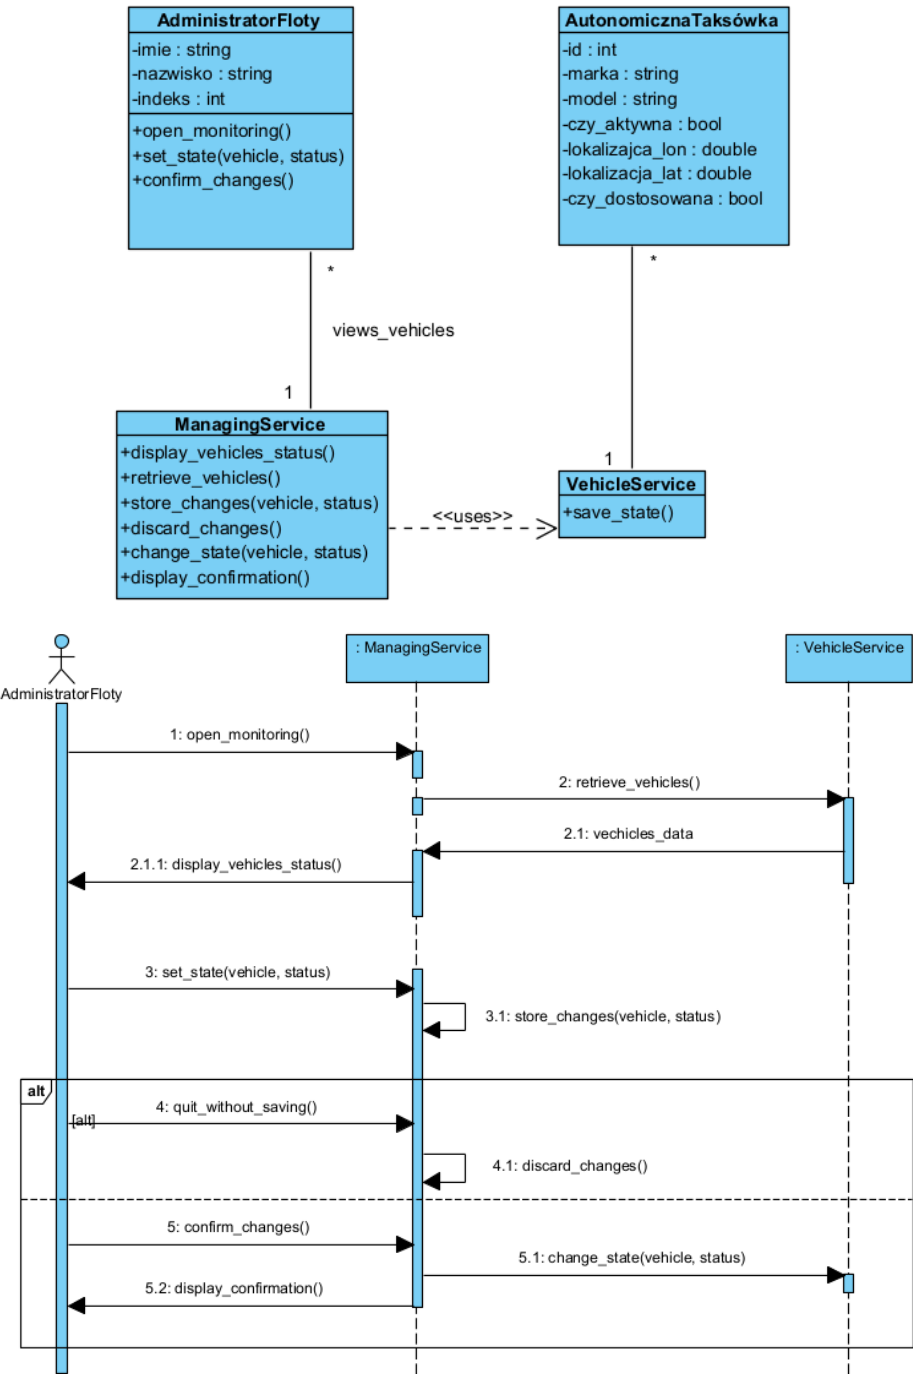 AdministratorFloty
-imie : string
-nazwisko : string
-indeks : int
+open_monitoring()
+set_state(vehicle, status)
+confirm_changes()
AutonomicznaTaksówka
-id : int
-marka : string
-model : string
-czy_aktywna : bool
-lokalizajca_lon : double
-lokalizacja_lat : double
-czy_dostosowana : bool
*
*
views_vehicles
1
1
ManagingService
+display_vehicles_status()
+retrieve_vehicles()
+store_changes(vehicle, status)
+discard_changes()
+change_state(vehicle, status)
+display_confirmation()
<<uses>>
VehicleService
+save_state()
AdministratorFloty
: ManagingService
: VehicleService
1: open_monitoring()
2: retrieve_vehicles()
2.1: vechicles_data
2.1.1: display_vehicles_status()
3: set_state(vehicle, status)
3.1: store_changes(vehicle, status)
alt
4: quit_without_saving()
[alt]
4.1: discard_changes()
5: confirm_changes()
5.1: change_state(vehicle, status)
5.2: display_confirmation()